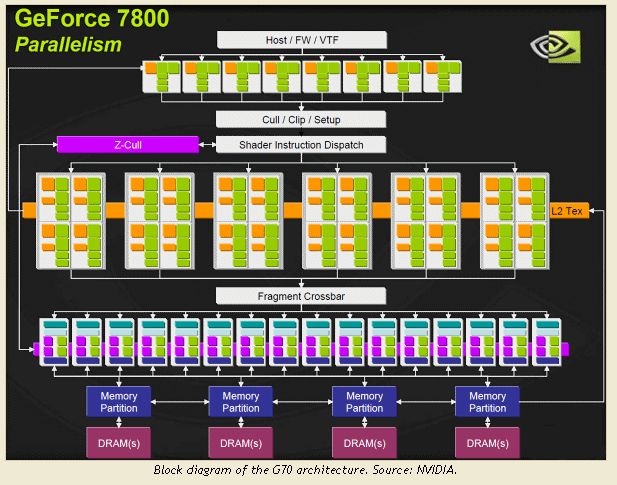 GeForce 7800
Parallelism
Host / FW / VTF
Cull / Clip / Setup
Z-Cull
Shader Instruction Dispatch
L2 Tex
Fragment Crossbar
Memory
Partition
Memory
Partition
Memory
Partition
Memory
Partition
DRAM(s)
DRAM(s)
DRAM(s)
DRAM(s)
Block diagram of the G70 architecture. Source: NVIDIA.